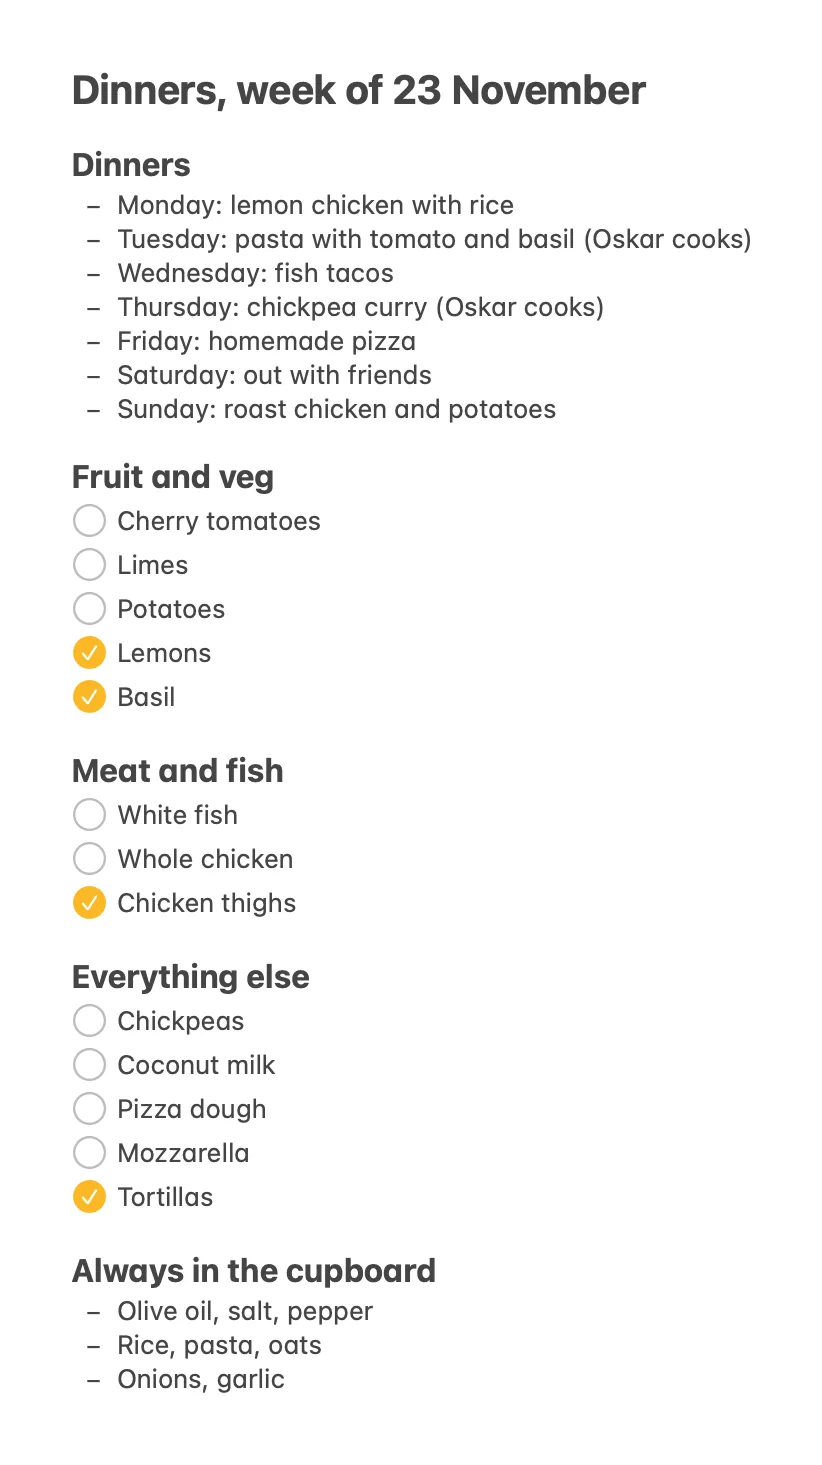 Dinners, week of 23 November
Dinners
– Monday: lemon chicken with rice
– Tuesday: pasta with tomato and basil (Oskar cooks)
– Wednesday: fish tacos
– Thursday: chickpea curry (Oskar cooks)
– Friday: homemade pizza
– Saturday: out with friends
– Sunday: roast chicken and potatoes
Fruit and veg
Cherry tomatoes
Limes
Potatoes
Lemons
Basil
Meat and fish
White fish
Whole chicken
Chicken thighs
Everything else
Chickpeas
Coconut milk
Pizza dough
Mozzarella
Tortillas
Always in the cupboard
– Olive oil, salt, pepper
– Rice, pasta, oats
– Onions, garlic